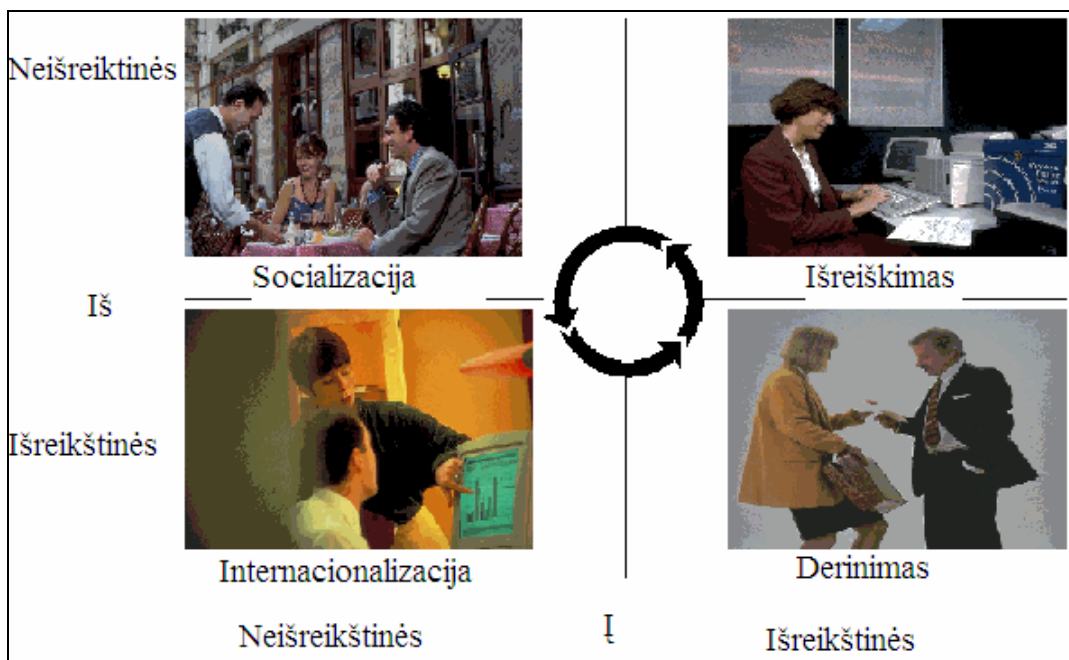 Neišreiktinės
Socializacija
Išreiškimas
Iš
Išreikštinės
Internacionalizacija
Derinimas
Neišreikštinės
Į
Išreikštinės